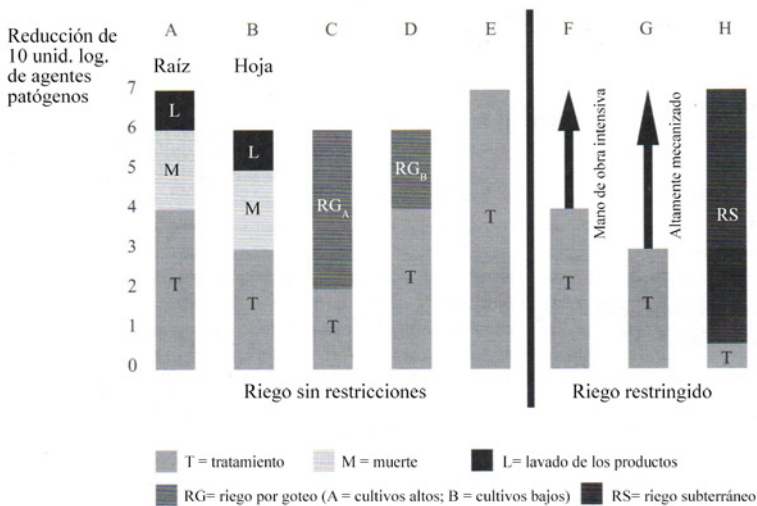 Reducción de
10 unid. log.
de agentes
patógenos
A B C D E F G H
Raíz Hoja
7
6
5
4
3
2
1
0
L
M
T
L
M
T
RG_A
T
RG_B
T
T
Mano de obra intensiva
T
Altamente mecanizado
T
RS
T
Riego sin restricciones Riego restringido
T = tratamiento M = muerte L= lavado de los productos
RG= riego por goteo (A = cultivos altos; B = cultivos bajos) RS= riego subterráneo